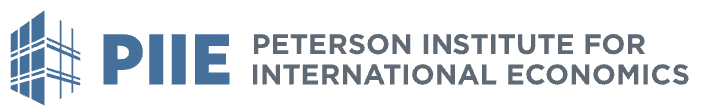 PIIE
PETERSON INSTITUTE FOR
INTERNATIONAL ECONOMICS